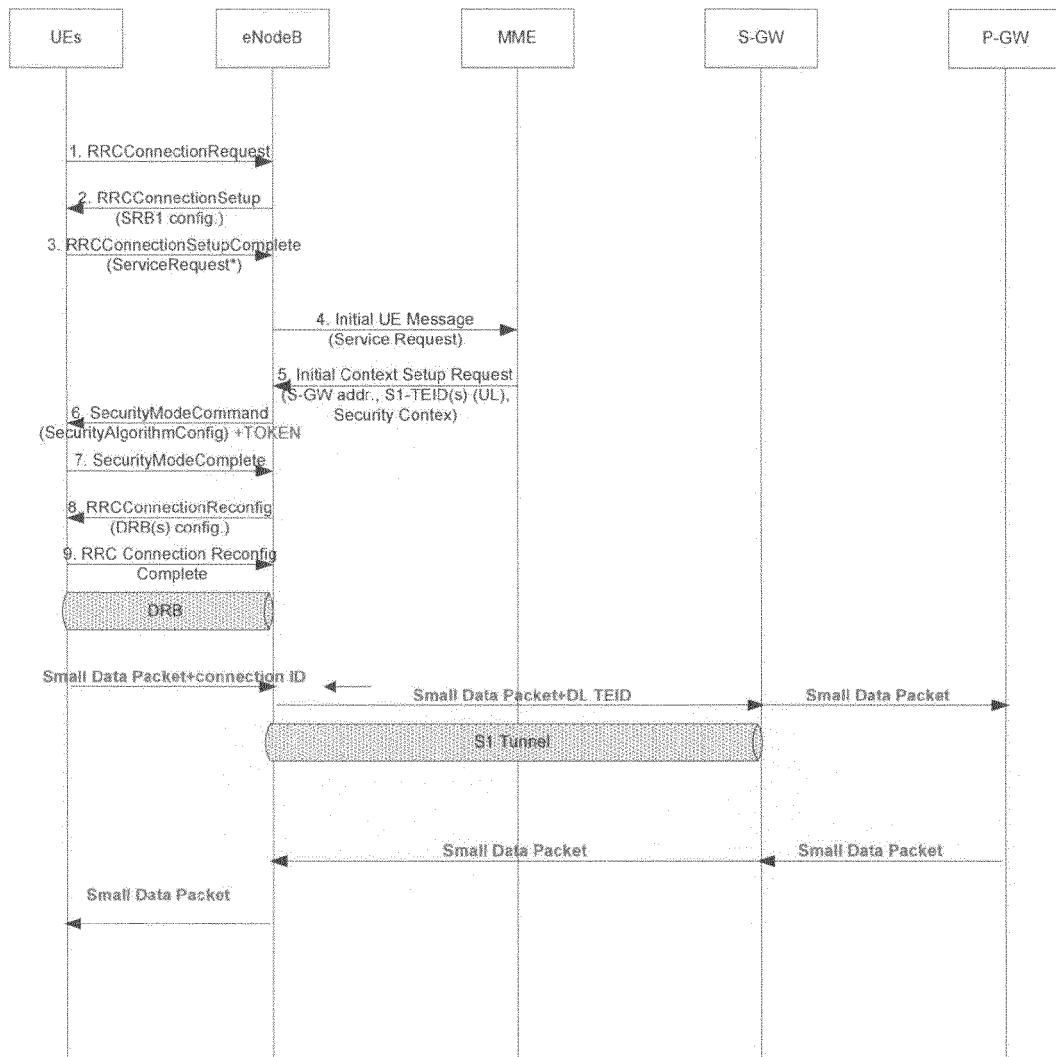 UEs
eNodeB
MME
S-GW
P-GW
1. RRCConnectionRequest
2. RRCConnectionSetup
(SRB1 config.)
3. RRCConnectionSetupComplete
(ServiceRequest*)
4. Initial UE Message
(Service Request)
5. Initial Context Setup Request
(S-GW addr., S1-TEID(s) (UL),
Security Contex)
6. SecurityModeCommand
(SecurityAlgorithmConfig) +TOKEN
7. SecurityModeComplete
8. RRCConnectionReconfig
(DRB(s) config.)
9. RRC Connection Reconfig
Complete
DRB
Small Data Packet+connection ID
Small Data Packet+DL TEID
Small Data Packet
S1 Tunnel
Small Data Packet
Small Data Packet
Small Data Packet